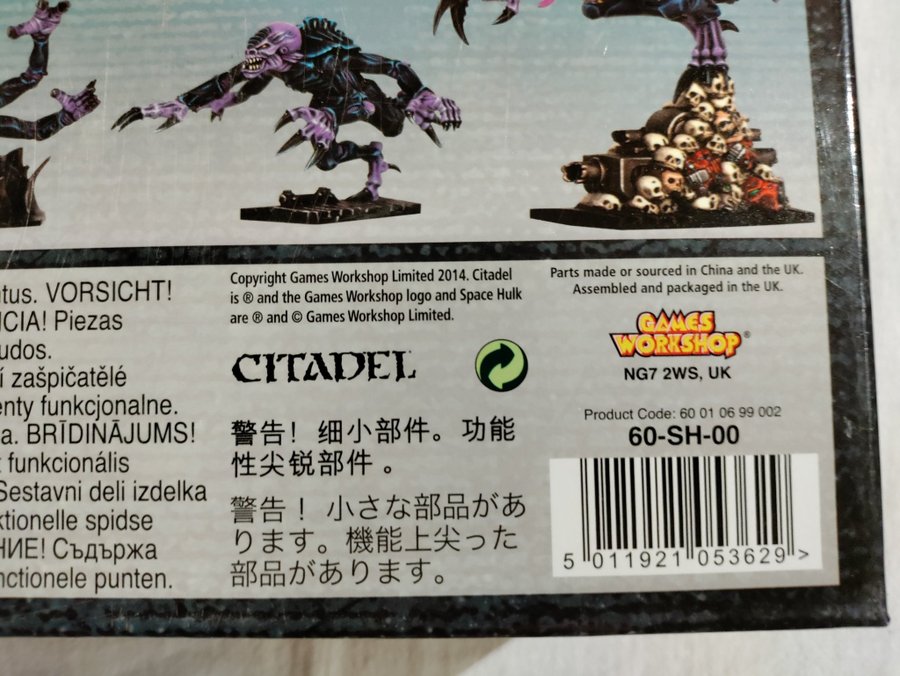 tus. VORSICHT!
CIA! Piezas
udos.
í zašpičatělé
enty funkcjonalne.
a. BRĪDINĀJUMS!
t funkcionālis
Sestavni deli izdelka
ktionelle spidse
НИЕ! Съдържа
nctionele punten.
Copyright Games Workshop Limited 2014. Citadel
is ® and the Games Workshop logo and Space Hulk
are ® and © Games Workshop Limited.
CITADEL
警告！ 细小部件。功能
性尖锐部件 。
警告！ 小さな部品があ
ります。機能上尖った
部品があります。
Parts made or sourced in China and the UK.
Assembled and packaged in the UK.
GAMES
WORKSHOP®
NG7 2WS, UK
Product Code: 60 01 06 99 002
60-SH-00
5 011921 053629 >